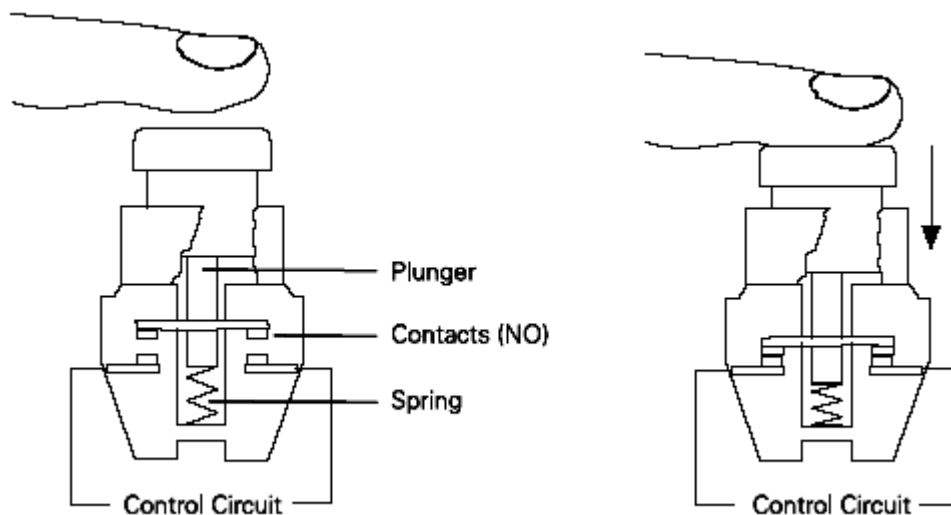 Plunger
Contacts (NO)
Spring
Control Circuit
Control Circuit